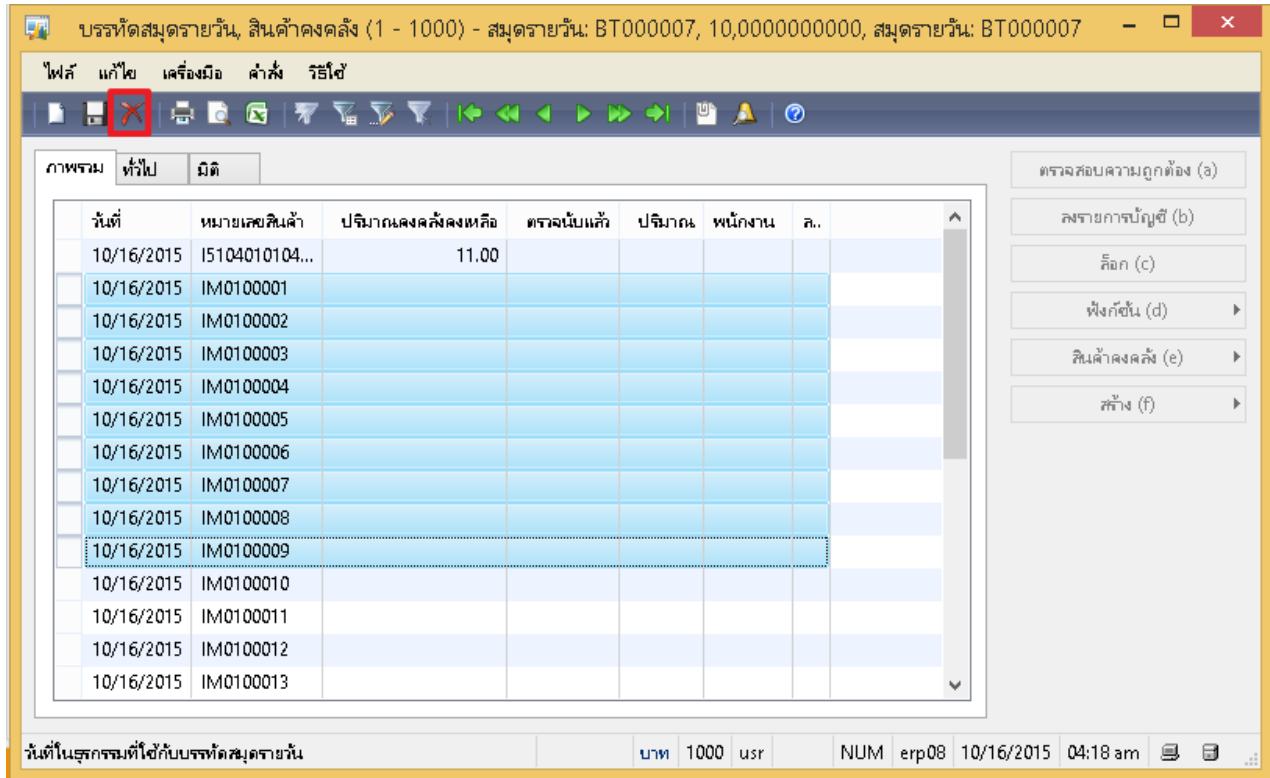 บรรทัดสมุดรายวัน, สินค้าคงคลัง (1 - 1000) - สมุดรายวัน: BT000007, 10,0000000000, สมุดรายวัน: BT000007
ไฟล์ แก้ไข เครื่องมือ คำสั่ง วิธีใช้
ภาพรวม ทั่วไป มิติ
วันที่ หมายเลขสินค้า ปริมาณคงคลังคงเหลือ ตรวจนับแล้ว ปริมาณ พนักงาน ล..
10/16/2015 I5104010104... 11.00
10/16/2015 IM0100001
10/16/2015 IM0100002
10/16/2015 IM0100003
10/16/2015 IM0100004
10/16/2015 IM0100005
10/16/2015 IM0100006
10/16/2015 IM0100007
10/16/2015 IM0100008
10/16/2015 IM0100009
10/16/2015 IM0100010
10/16/2015 IM0100011
10/16/2015 IM0100012
10/16/2015 IM0100013
ตรวจสอบความถูกต้อง (a)
ลงรายการบัญชี (b)
ล็อก (c)
ฟังก์ชัน (d)
สินค้าคงคลัง (e)
สร้าง (f)
วันที่ในธุรกรรมที่ใช้กับบรรทัดสมุดรายวัน บาท 1000 usr NUM erp08 10/16/2015 04:18 am